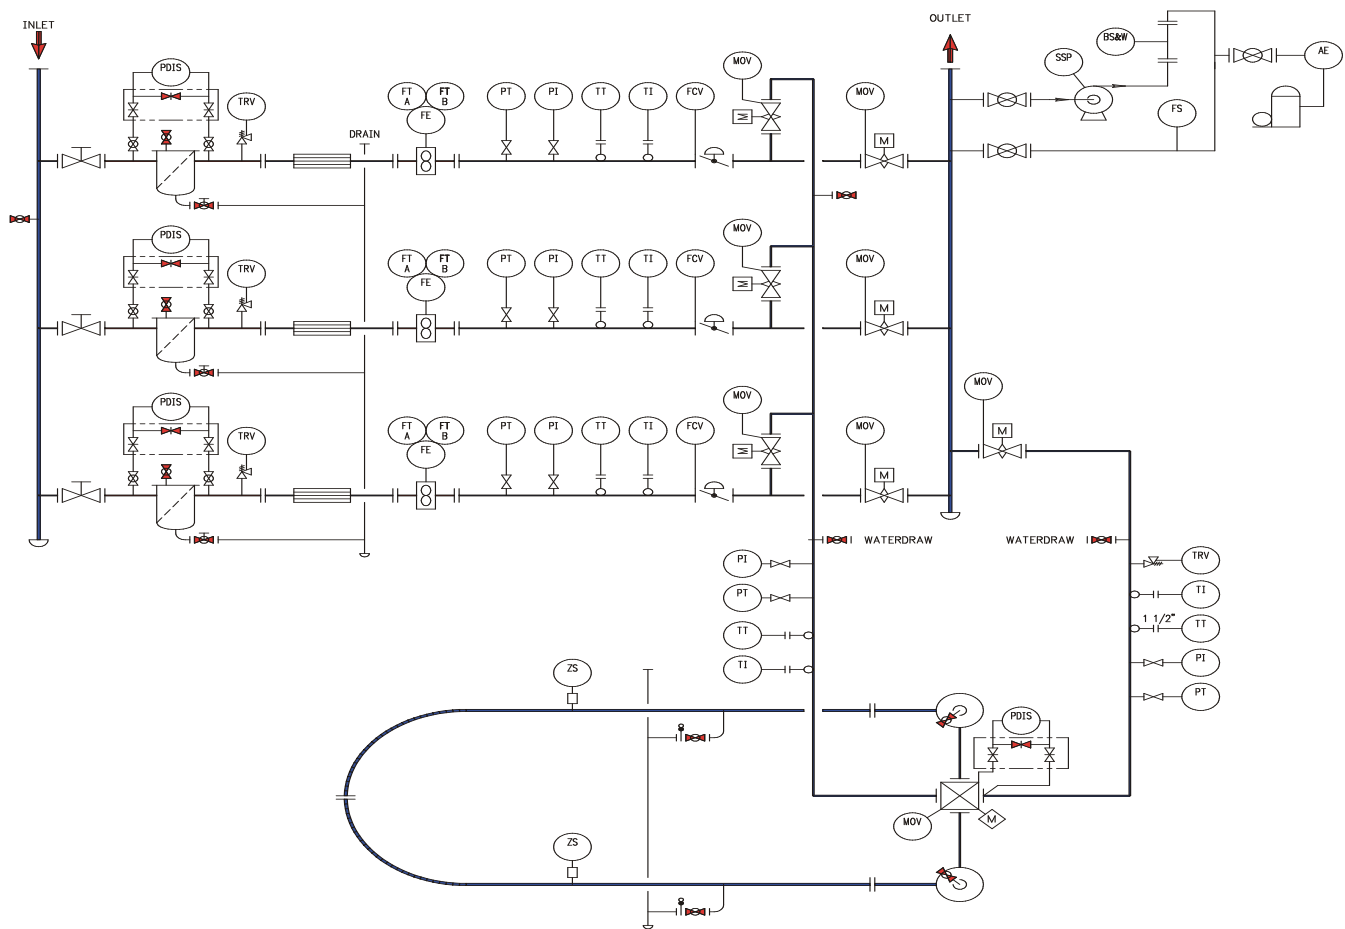 INLET
OUTLET
BS&W
AE
SSP
MOV
MOV
PDIS
TRV
FT
A
FT
B
FE
PT
PI
TT
TI
FCV
FS
DRAIN
M
M
MOV
MOV
PDIS
TRV
FT
A
FT
B
FE
PT
PI
TT
TI
FCV
M
M
MOV
M
MOV
MOV
PDIS
TRV
FT
A
FT
B
FE
PT
PI
TT
TI
FCV
M
M
WATERDRAW
WATERDRAW
PI
TRV
PT
TI
1 1/2"
TT
TT
TI
PI
PT
ZS
PDIS
MOV
M
ZS